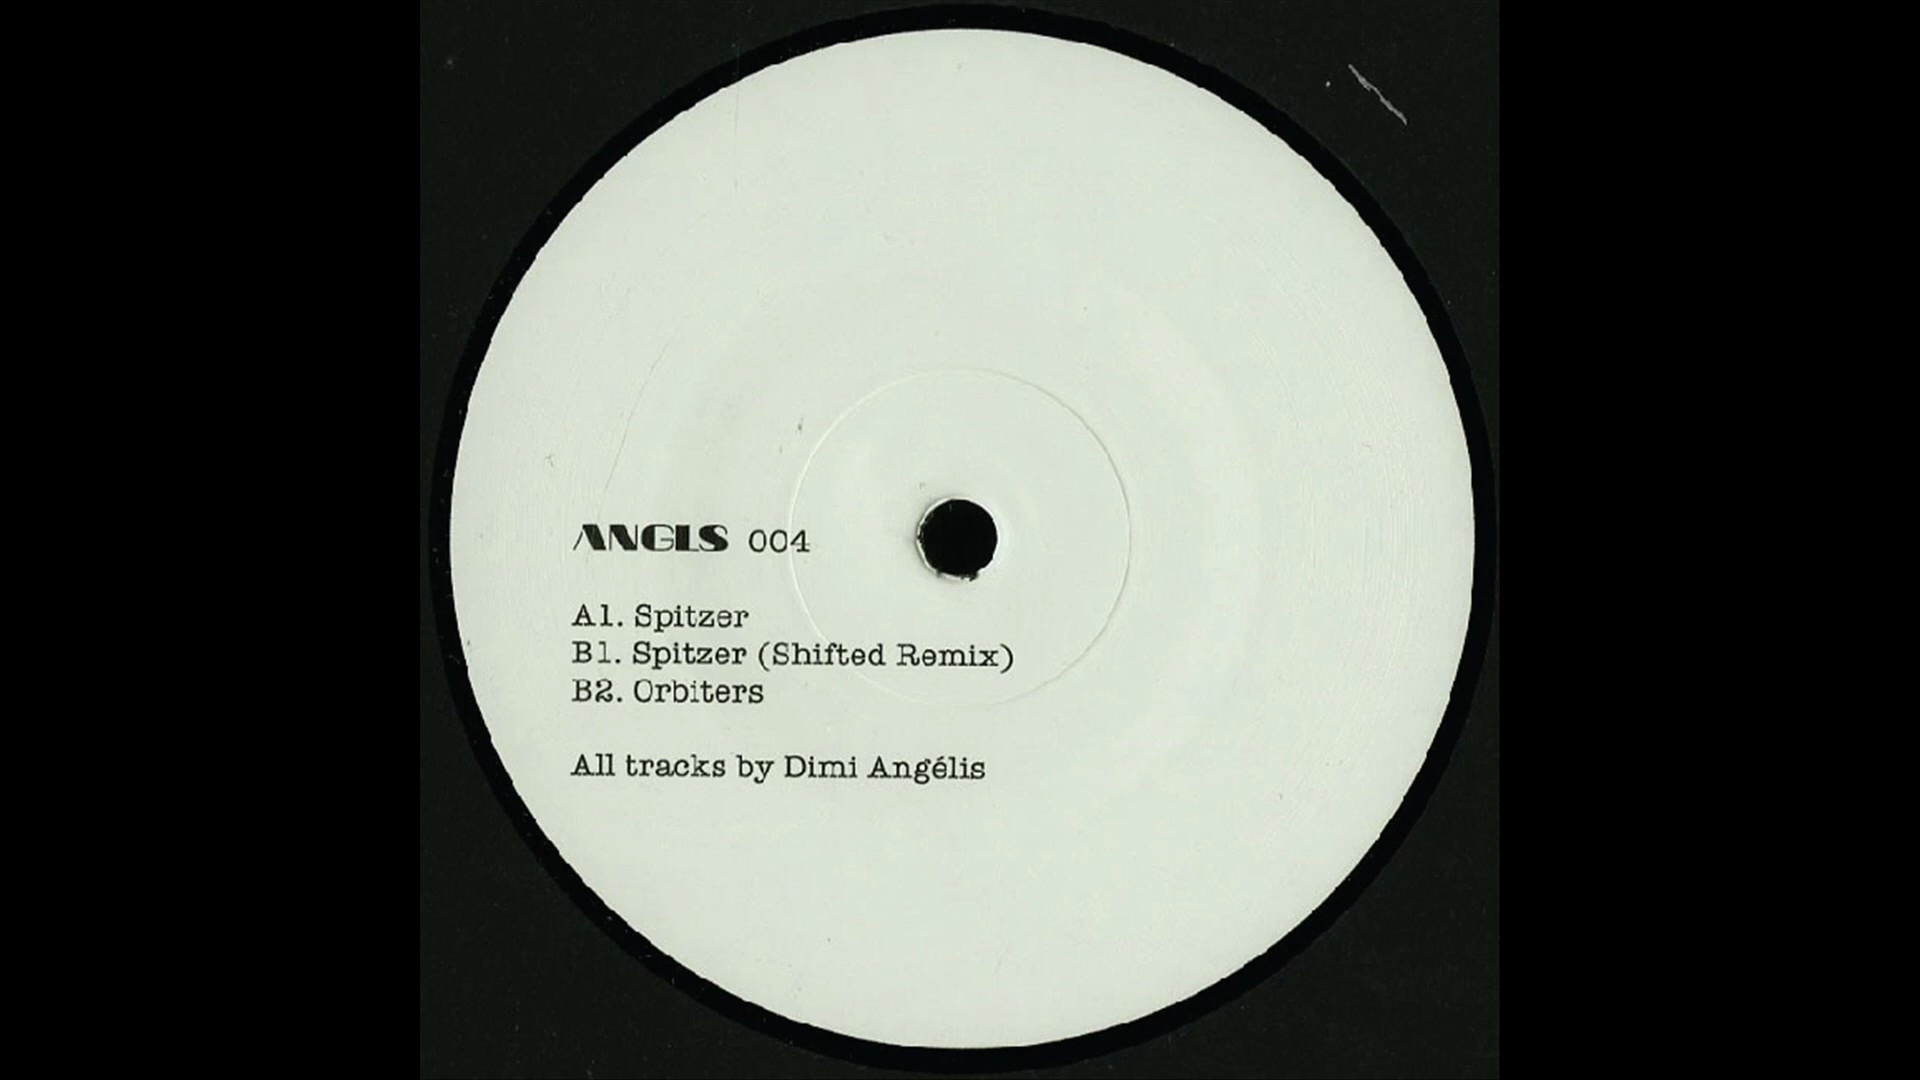 ANGLS 004
A1. Spitzer
B1. Spitzer (Shifted Remix)
B2. Orbiters
All tracks by Dimi Angélis